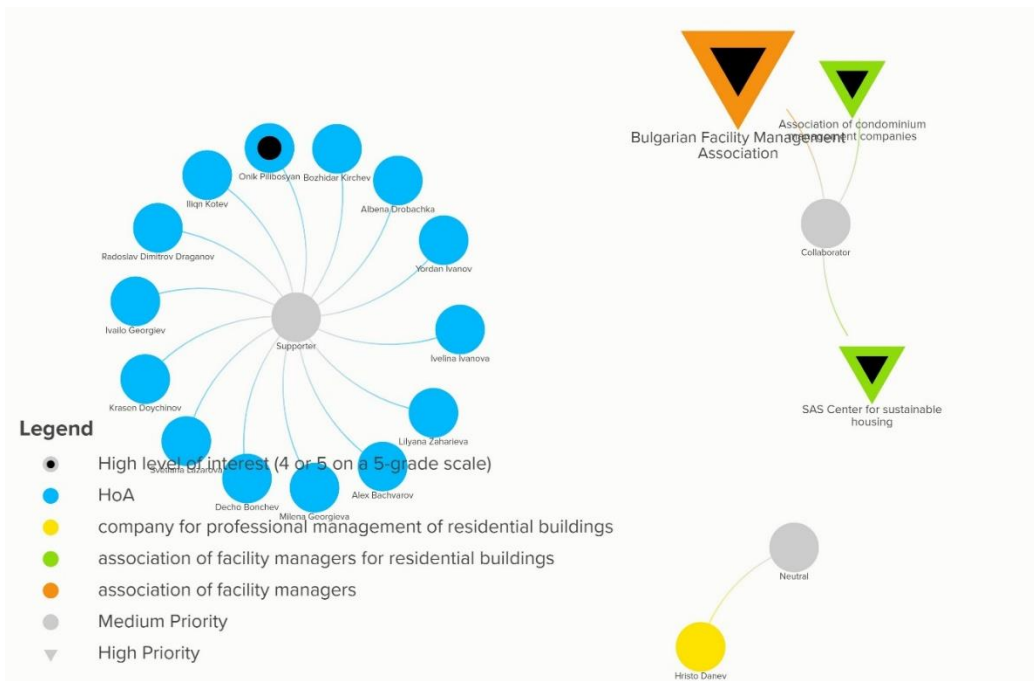 Association of condominium
management companies
Bulgarian Facility Management
Association
Onik Pilibosyan
Bozhidar Kirchev
Iliqn Kotev
Albena Drobachka
Radoslav Dimitrov Draganov
Yordan Ivanov
Collaborator
Ivailo Georgiev
Supporter
Ivelina Ivanova
Krasen Doychinov
SAS Center for sustainable
housing
Lilyana Zaharieva
Legend
High level of interest (4 or 5 on a 5-grade scale)
Svetlana Lazarova
HoA
Alex Bachvarov
Decho Bonchev
Milena Georgieva
company for professional management of residential buildings
association of facility managers for residential buildings
Neutral
association of facility managers
Medium Priority
High Priority
Hristo Danev